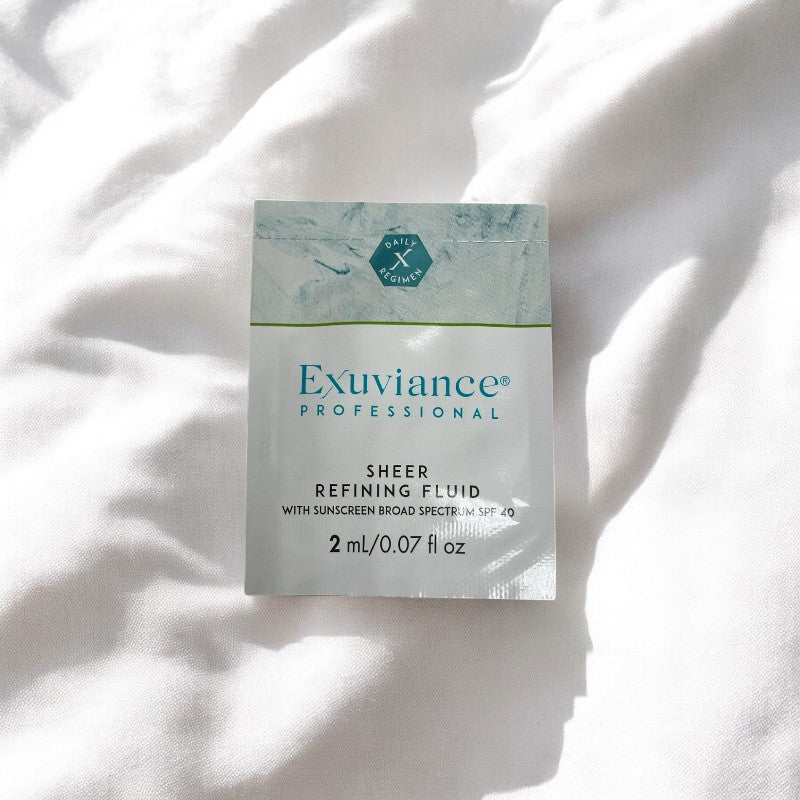 DAILY
X
REGIMEN
Exuviance®
PROFESSIONAL
SHEER
REFINING FLUID
WITH SUNSCREEN BROAD SPECTRUM SPF 40
2 mL/0.07 fl oz